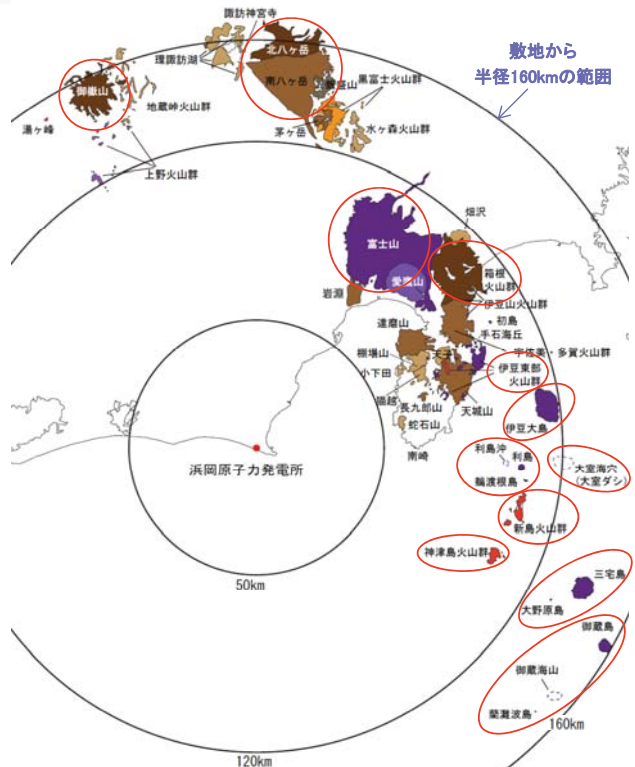 諏訪神宮寺
敷地から
半径160kmの範囲
環諏訪湖
北八ヶ岳
南八ヶ岳
黒富士火山群
御嶽山
地蔵峠火山群
湯ヶ峰
茅ヶ岳
水ヶ森火山群
上野火山群
畑沢
富士山
愛鷹山
箱根
火山群
岩淵
伊豆山火山群
初島
手石海丘
達磨山
宇佐美・多賀火山群
棚場山
天子
伊豆東部
火山群
小下田
猫越
長九郎山
天城山
蛇石山
南崎
伊豆大島
利島沖
利島
大室海穴
(大室ダシ)
鵜渡根島
新島火山群
神津島火山群
浜岡原子力発電所
50km
三宅島
大野原島
御蔵島
御蔵海山
藺灘波島
160km
120km